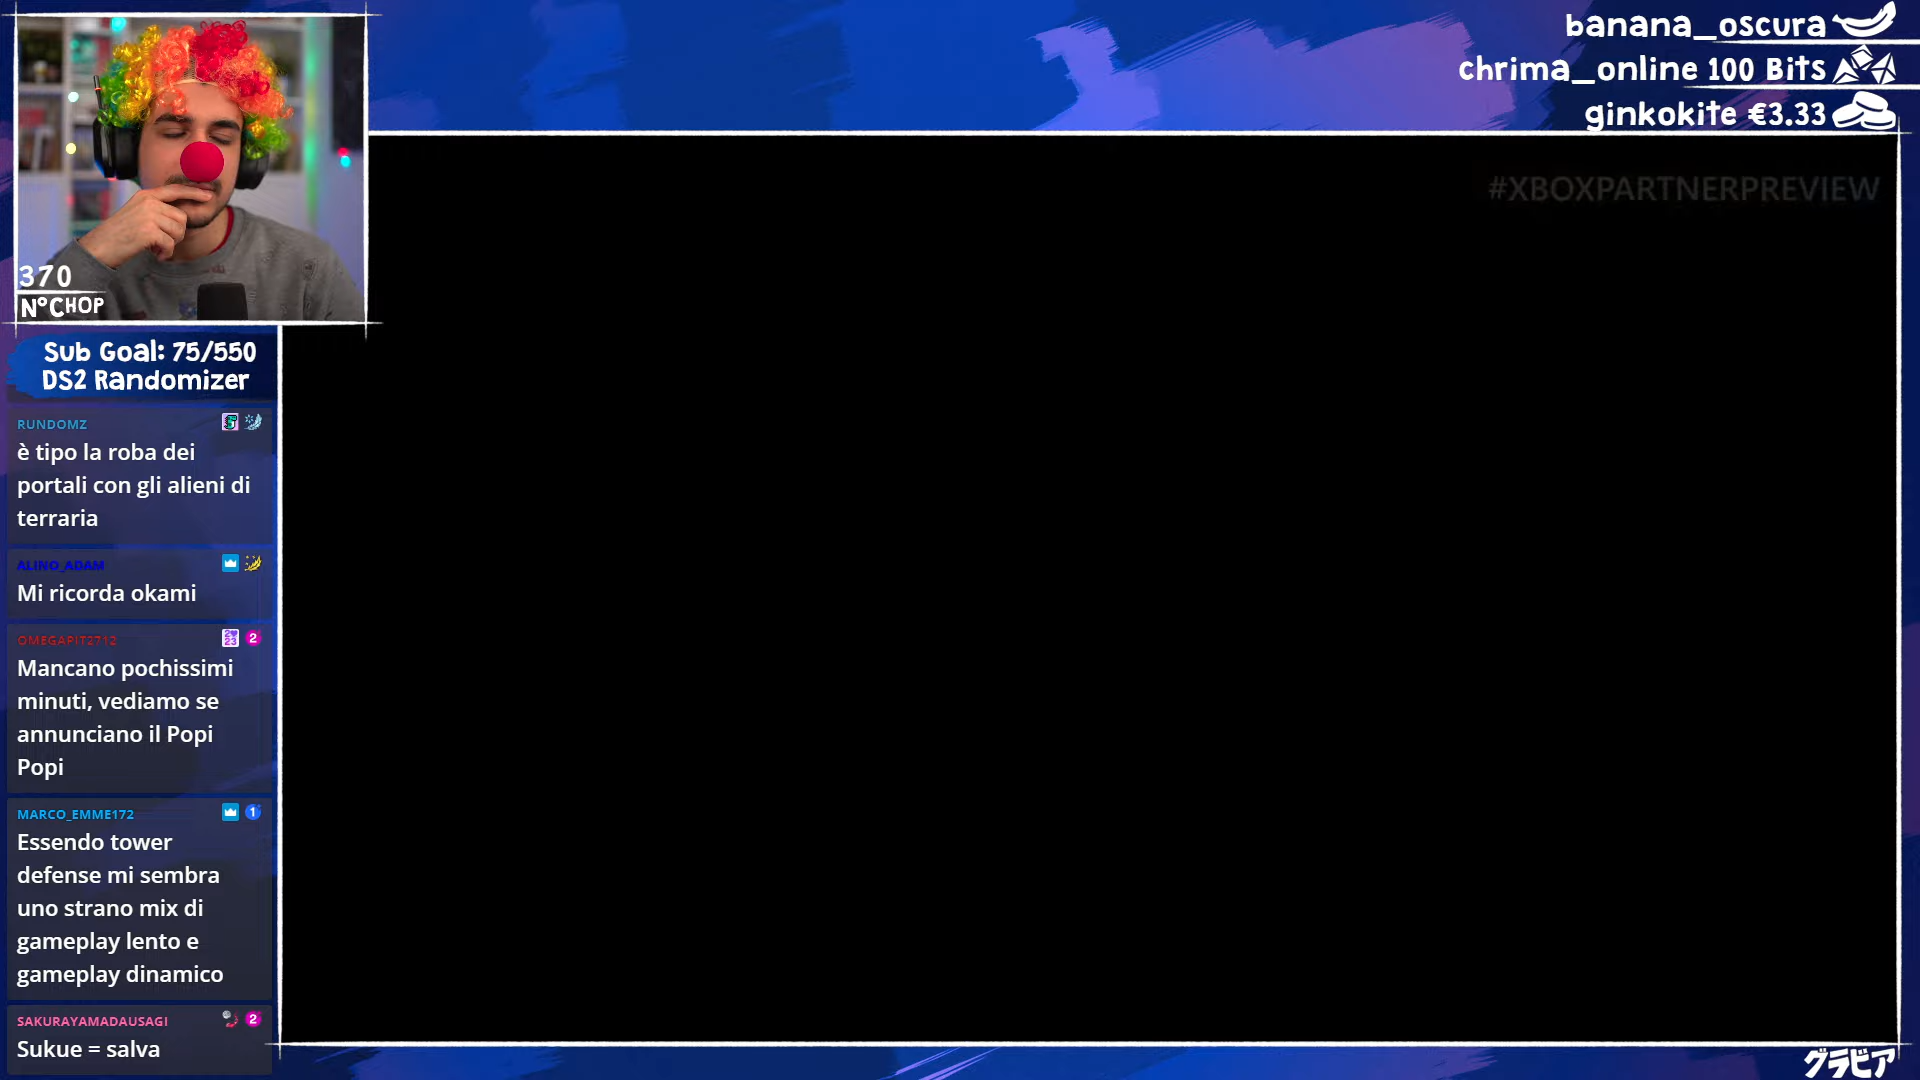 banana_oscura
chrima_online 100 Bits
ginkokite €3.33
#XBOXPARTNERPREVIEW
370
N°CHOP
Sub Goal: 75/550
DS2 Randomizer
RUNDOMZ
è tipo la roba dei
portali con gli alieni di
terraria
ALINO_ADAM
Mi ricorda okami
OMEGAPIT2712
2
Mancano pochissimi
minuti, vediamo se
annunciano il Popi
Popi
MARCO_EMME172
1
Essendo tower
defense mi sembra
uno strano mix di
gameplay lento e
gameplay dinamico
SAKURAYAMADAUSAGI
2
Sukue = salva
グラビア